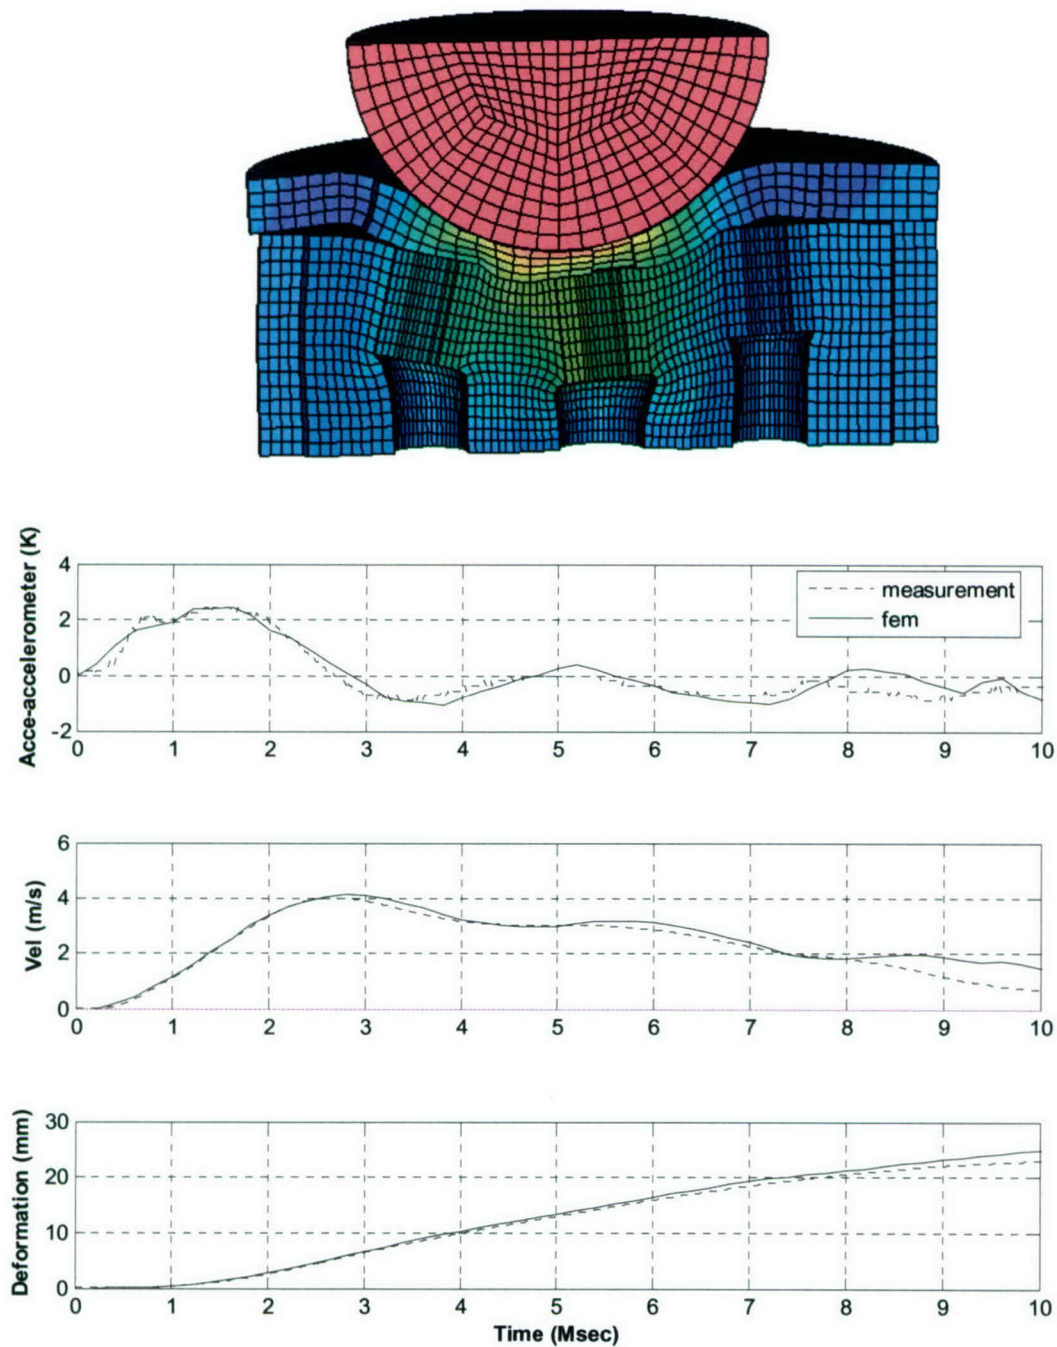 Acce-accelerometer (K)
4
2
0
-2
measurement
fem
0 1 2 3 4 5 6 7 8 9 10
Vel (m/s)
6
4
2
0
0 1 2 3 4 5 6 7 8 9 10
Deformation (mm)
30
20
10
0
0 1 2 3 4 5 6 7 8 9 10
Time (Msec)